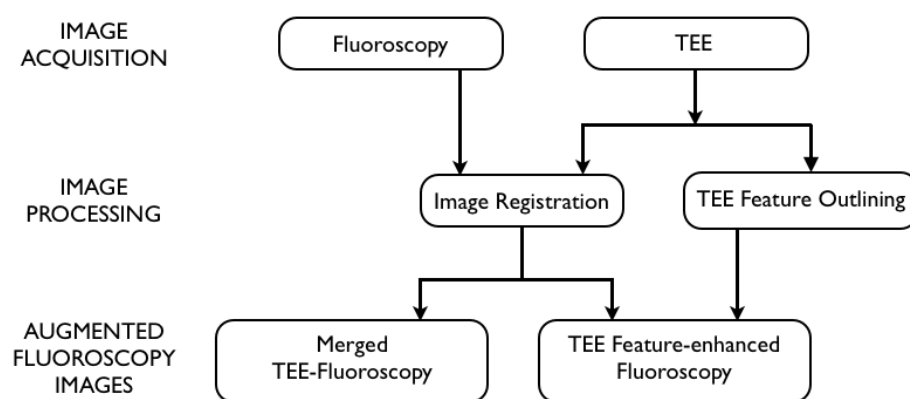 IMAGE
ACQUISITION
Fluoroscopy
TEE
IMAGE
PROCESSING
Image Registration
TEE Feature Outlining
AUGMENTED
FLUOROSCOPY
IMAGES
Merged
TEE-Fluoroscopy
TEE Feature-enhanced
Fluoroscopy